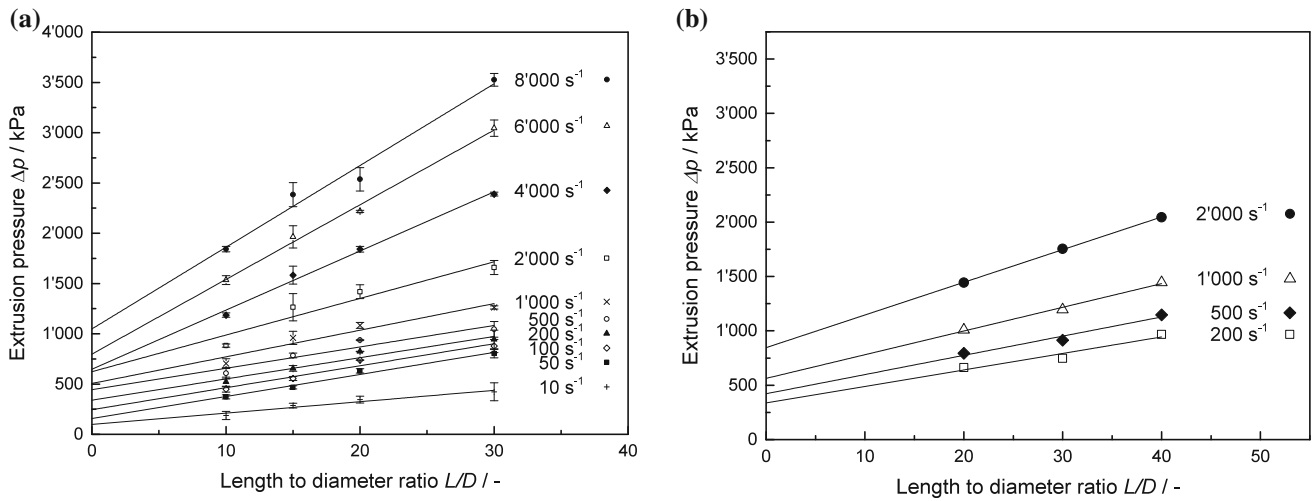 (a)
4'000
3'500
3'000
2'500
2'000
1'500
1'000
500
0
Extrusion pressure Δp / kPa
8'000 s⁻¹
6'000 s⁻¹
4'000 s⁻¹
2'000 s⁻¹
1'000 s⁻¹
500 s⁻¹
200 s⁻¹
100 s⁻¹
50 s⁻¹
10 s⁻¹
0 10 20 30 40
Length to diameter ratio L/D / -
(b)
3'500
3'000
2'500
2'000
1'500
1'000
500
0
Extrusion pressure Δp / kPa
2'000 s⁻¹
1'000 s⁻¹
500 s⁻¹
200 s⁻¹
0 10 20 30 40 50
Length to diameter ratio L/D / -